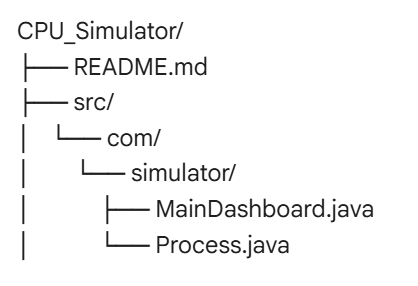 CPU_Simulator/
├── README.md
├── src/
│   └── com/
│       └── simulator/
│           ├── MainDashboard.java
│           └── Process.java